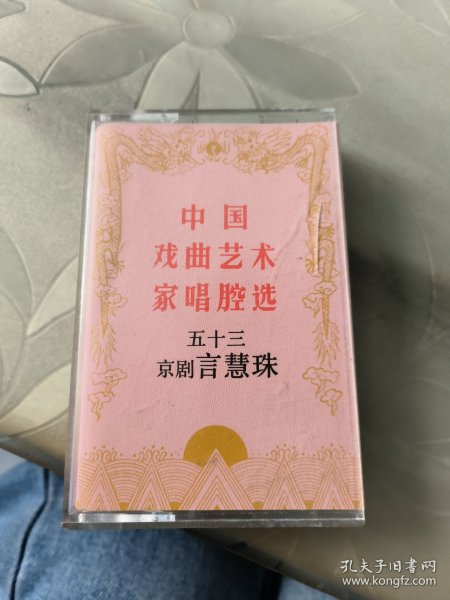 中国
戏曲艺术
家唱腔选
五十三
京剧言慧珠
孔夫子旧书网
www.kongfz.com